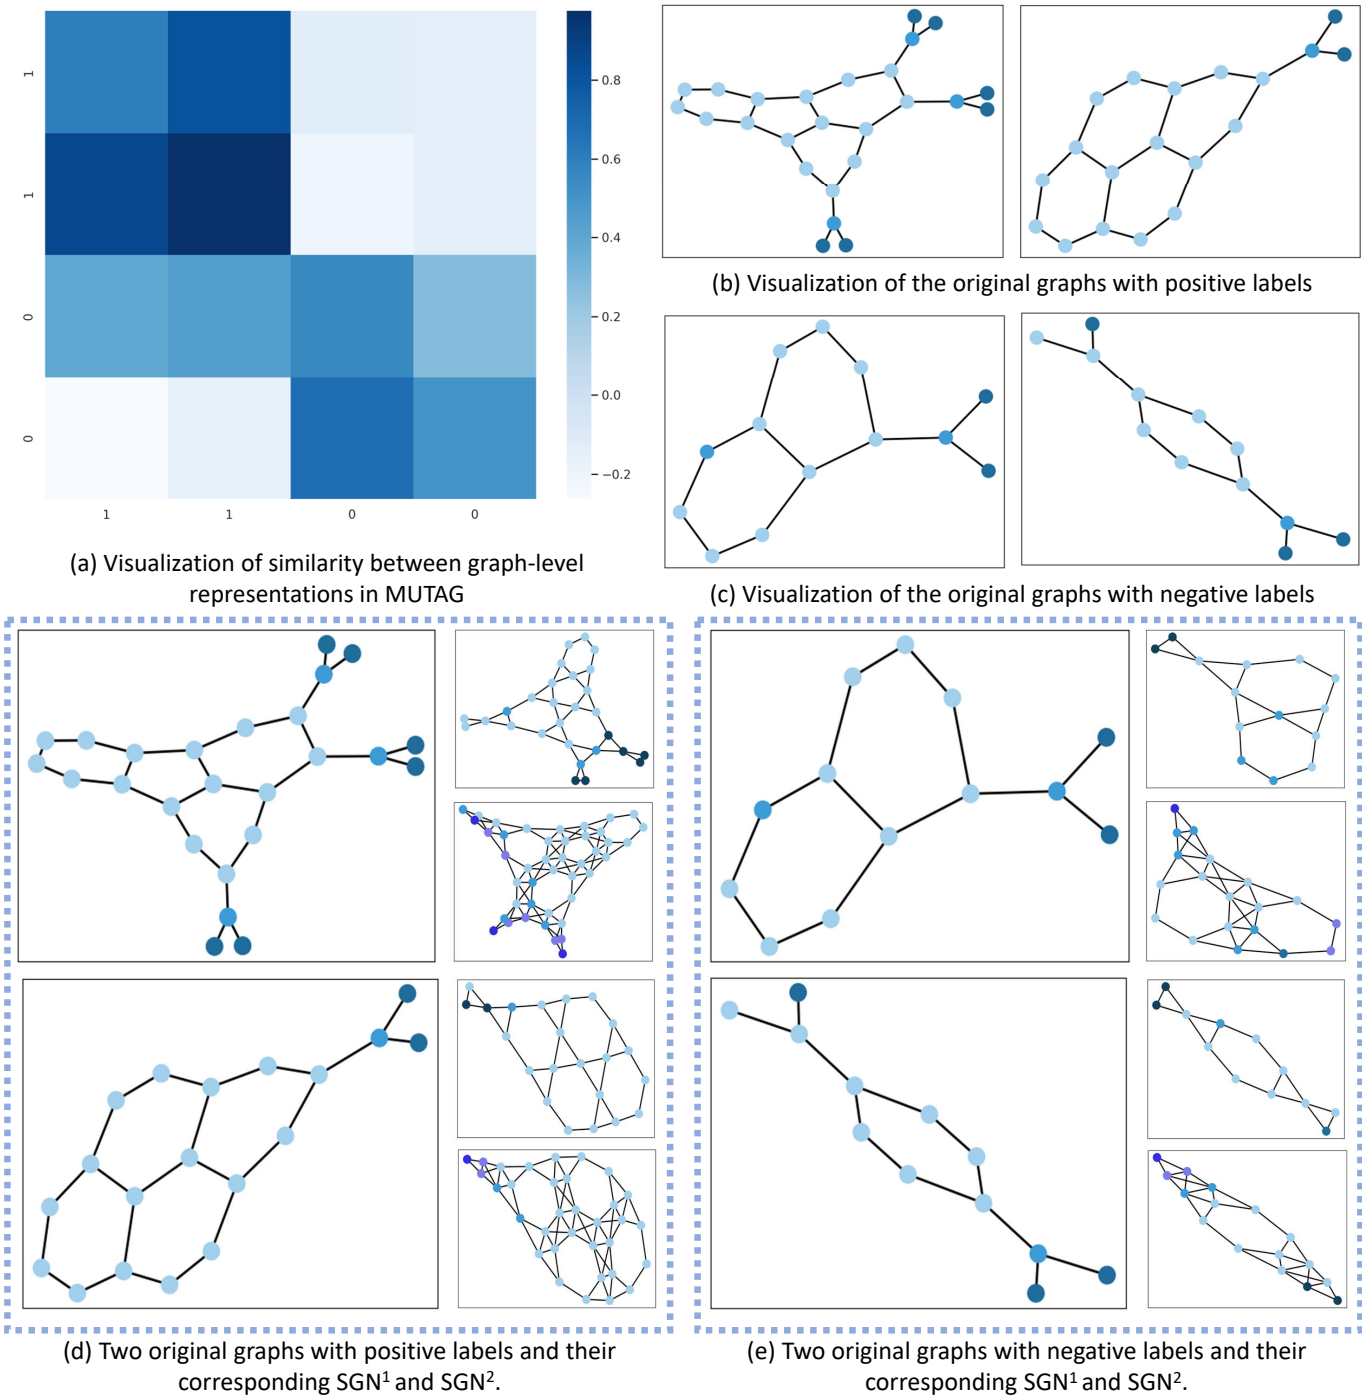 1
1
0
0
1
1
0
0
0.8
0.6
0.4
0.2
0.0
−0.2
(a) Visualization of similarity between graph-level
representations in MUTAG
(b) Visualization of the original graphs with positive labels
(c) Visualization of the original graphs with negative labels
(d) Two original graphs with positive labels and their
corresponding SGN¹ and SGN².
(e) Two original graphs with negative labels and their
corresponding SGN¹ and SGN².